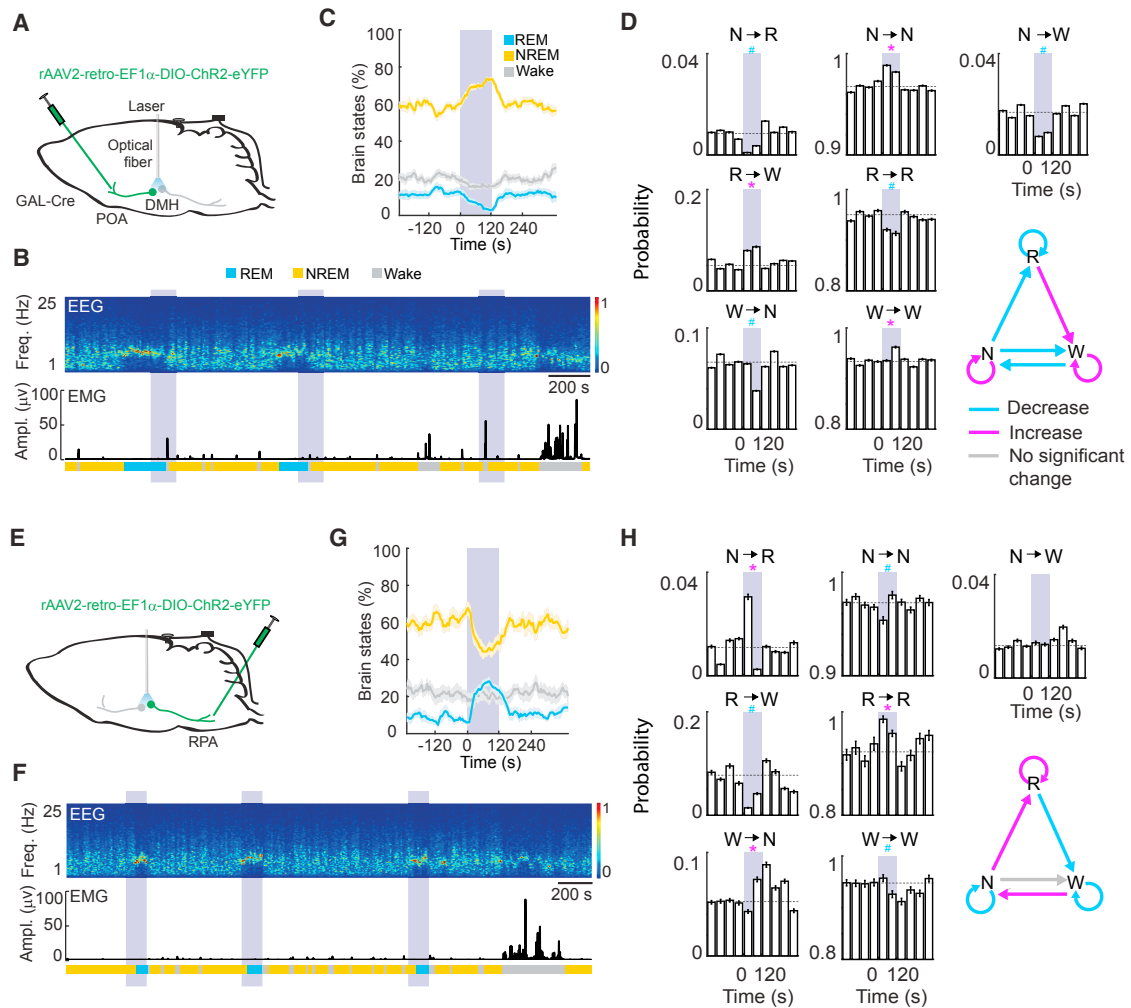 A
rAAV2-retro-EF1α-DIO-ChR2-eYFP
Laser
Optical
fiber
GAL-Cre
POA
DMH
B
REM NREM Wake
EEG
25
Freq. (Hz)
1
1
0
200 s
EMG
100
50
0
Ampl. (μv)
C
REM
NREM
Wake
100
80
60
40
20
0
Brain states (%)
-120 0 120 240
Time (s)
D
N→R
#
0.04
0
N→N
*
1
0.9
N→W
#
0.04
0
0 120
Time (s)
R→W
*
0.2
0
R→R
#
1
0.8
Probability
W→N
#
0.1
0
0 120
Time (s)
W→W
*
1
0.8
0 120
Time (s)
R
N
W
Decrease
Increase
No significant
change
E
rAAV2-retro-EF1α-DIO-ChR2-eYFP
RPA
F
EEG
25
Freq. (Hz)
1
1
0
200 s
EMG
100
50
0
Ampl. (μv)
G
100
80
60
40
20
0
Brain states (%)
-120 0 120 240
Time (s)
H
N→R
*
0.04
0
N→N
#
1
0.9
N→W
0.04
0
0 120
Time (s)
R→W
#
0.2
0
R→R
*
1
0.8
Probability
W→N
*
0.1
0
0 120
Time (s)
W→W
#
1
0.8
0 120
Time (s)
R
N
W